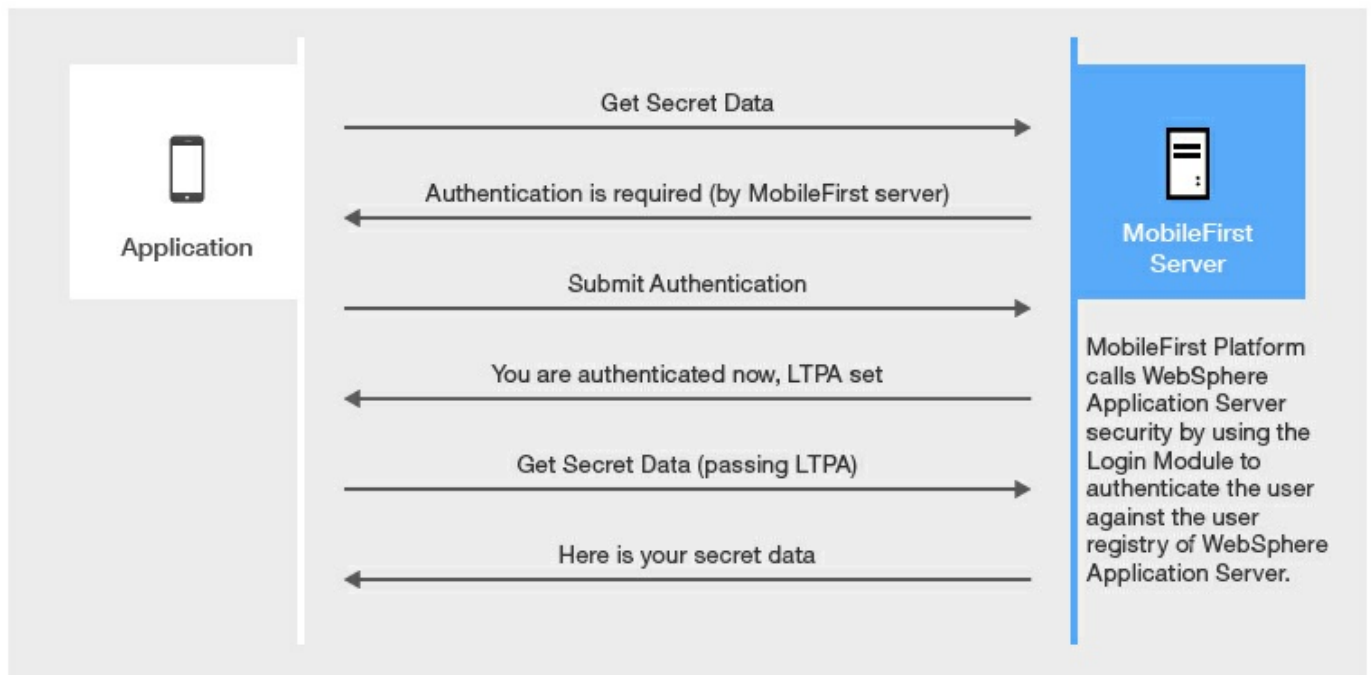 Get Secret Data
Authentication is required (by MobileFirst server)
Application
MobileFirst
Server
Submit Authentication
You are authenticated now, LTPA set
Get Secret Data (passing LTPA)
Here is your secret data
MobileFirst Platform
calls WebSphere
Application Server
security by using the
Login Module to
authenticate the user
against the user
registry of WebSphere
Application Server.